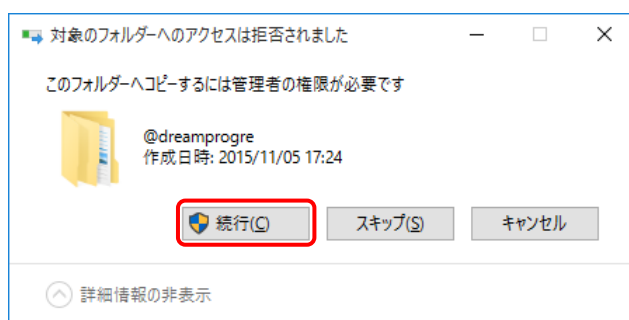 対象のフォルダーへのアクセスは拒否されました
このフォルダーへコピーするには管理者の権限が必要です
@dreamprogre
作成日時: 2015/11/05 17:24
続行(C)
スキップ(S)
キャンセル
詳細情報の非表示